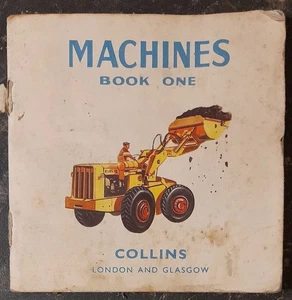 MACHINES
BOOK ONE
COLLINS
LONDON AND GLASGOW